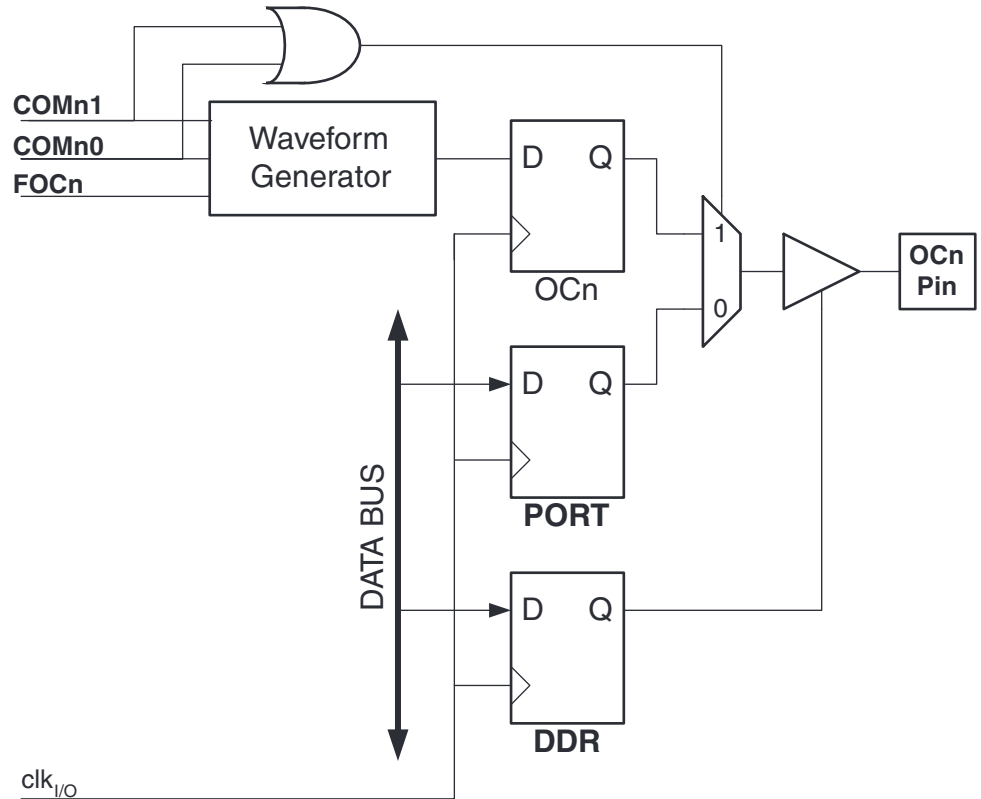 COMn1
COMn0
FOCn
Waveform
Generator
D
Q
OCn
1
0
OCn
Pin
D
Q
PORT
DATA BUS
D
Q
DDR
clkI/O